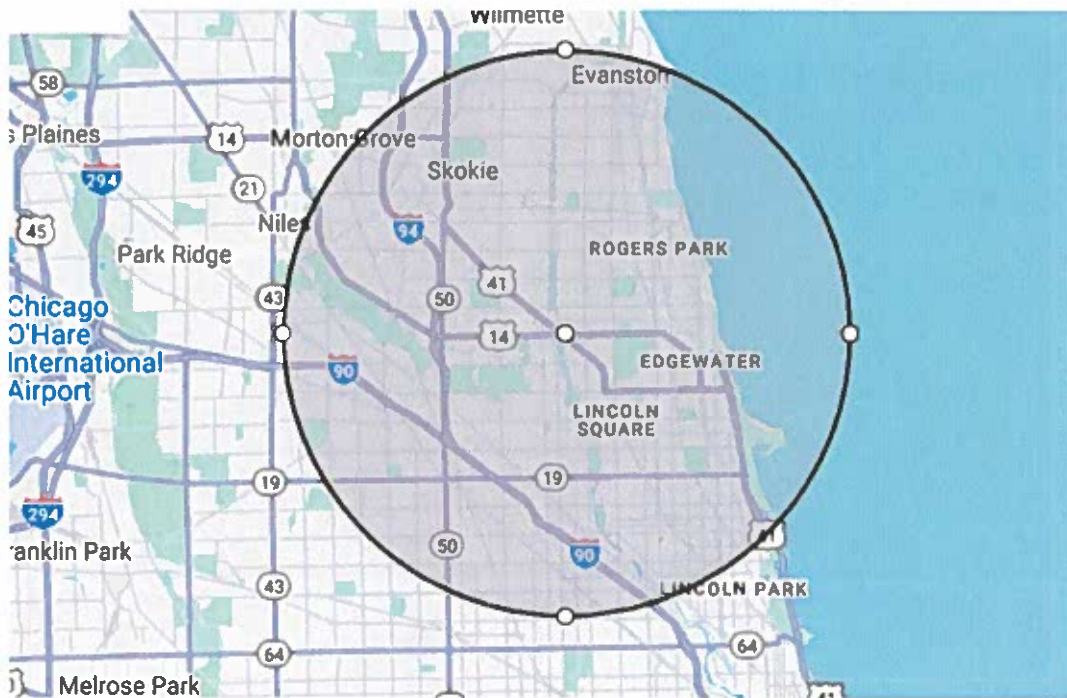 Wilmette
Evanston
58
s Plaines
14
Morton Grove
Skokie
294
21
Niles
94
45
Park Ridge
ROGERS PARK
41
Chicago
O'Hare
International
Airport
43
50
14
EDGEWATER
90
LINCOLN
SQUARE
19
19
294
ranklin Park
50
90
41
43
LINCOLN PARK
64
64
Melrose Park
41